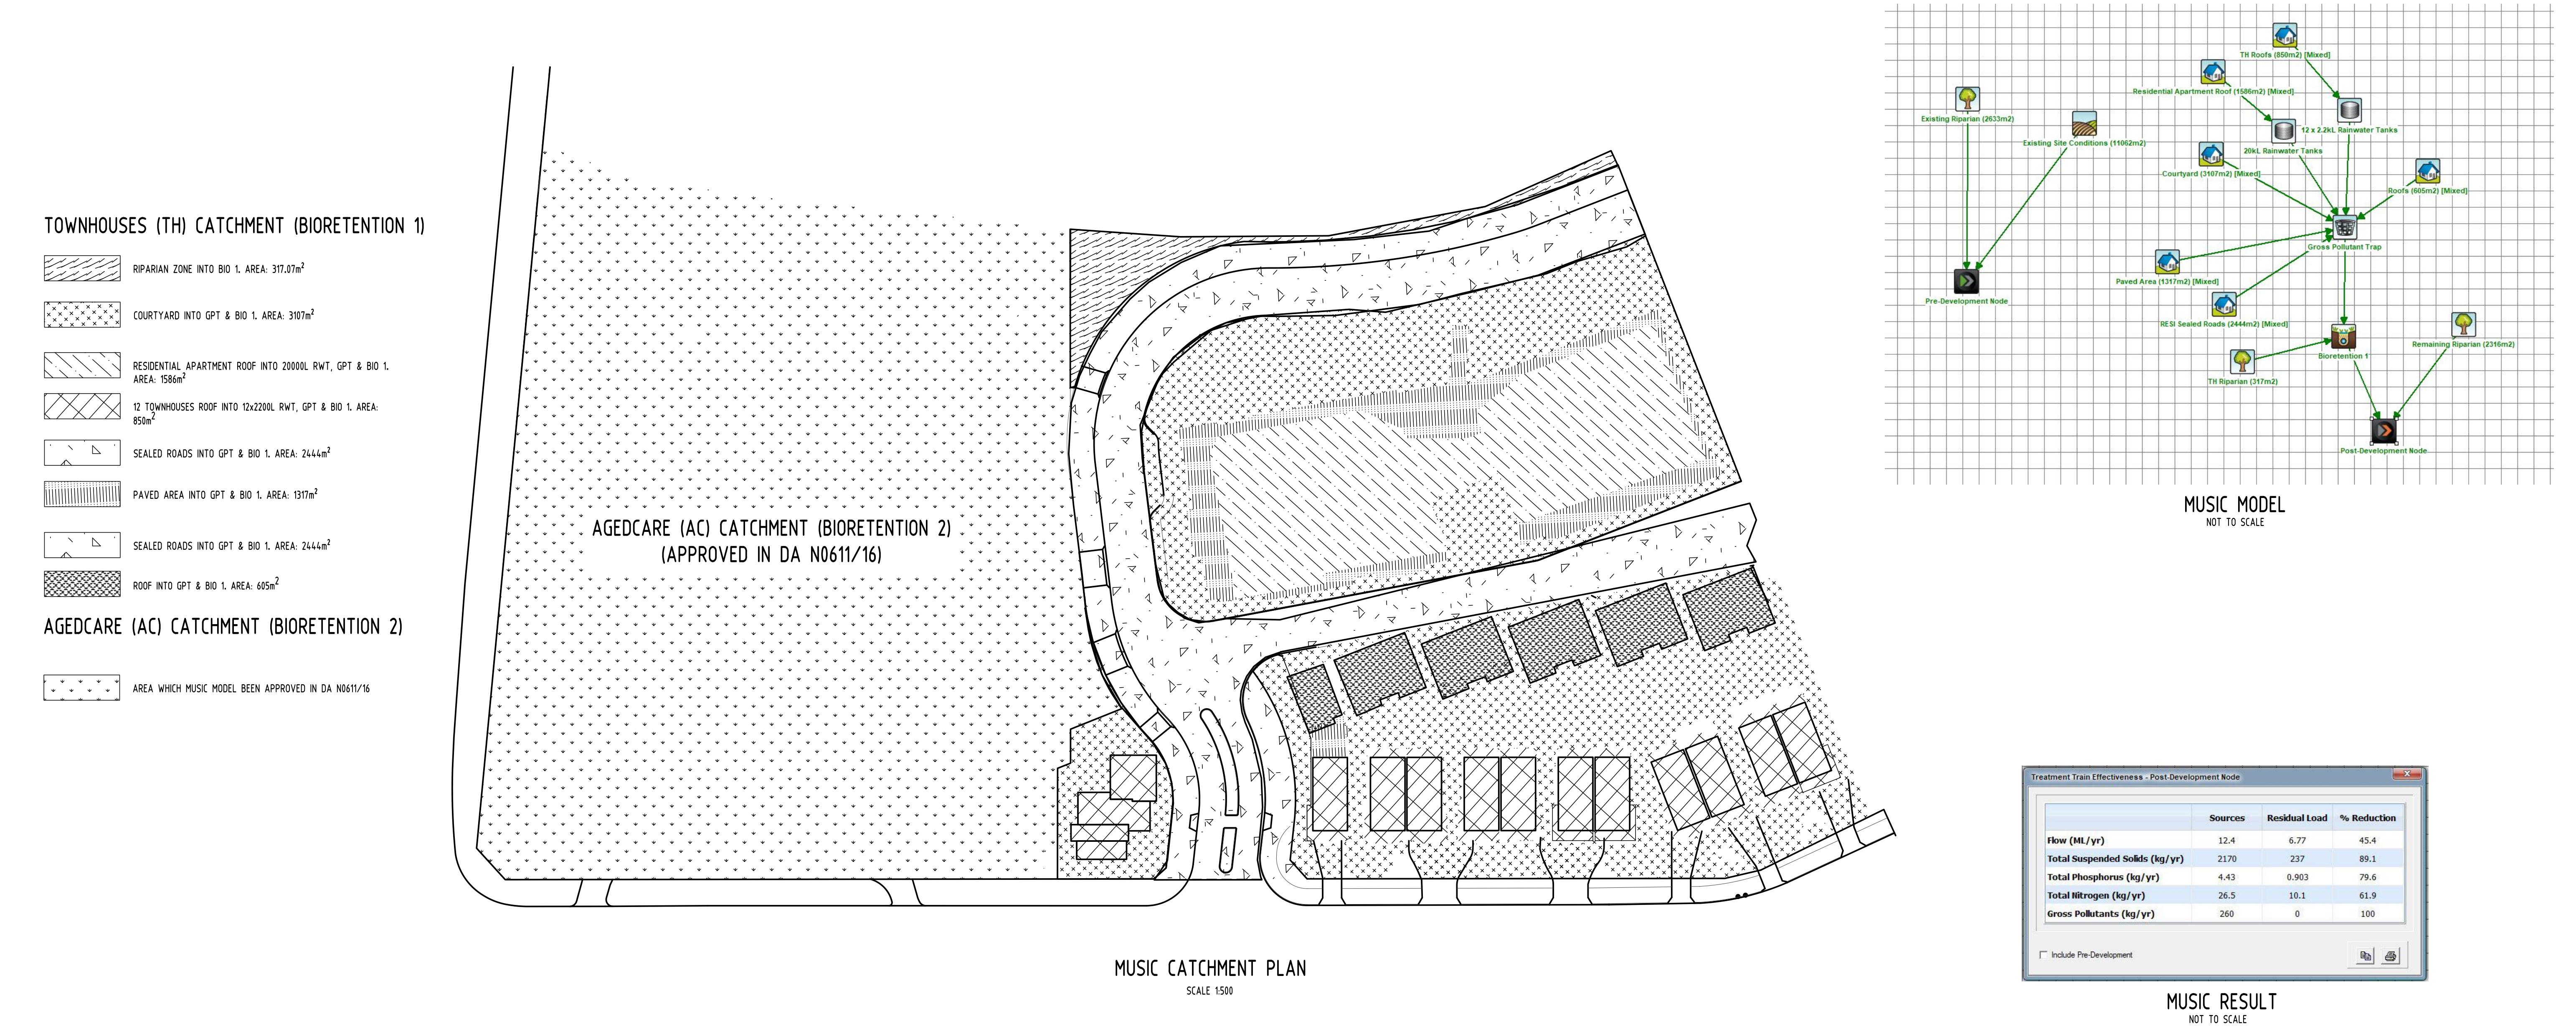 TOWNHOUSES (TH) CATCHMENT (BIORETENTION 1)
RIPARIAN ZONE INTO BIO 1. AREA: 317.07m²
COURTYARD INTO GPT & BIO 1. AREA: 3107m²
RESIDENTIAL APARTMENT ROOF INTO 20000L RWT, GPT & BIO 1.
AREA: 1586m²
12 TOWNHOUSES ROOF INTO 12x2200L RWT, GPT & BIO 1. AREA:
850m²
SEALED ROADS INTO GPT & BIO 1. AREA: 2444m²
PAVED AREA INTO GPT & BIO 1. AREA: 1317m²
SEALED ROADS INTO GPT & BIO 1. AREA: 2444m²
ROOF INTO GPT & BIO 1. AREA: 605m²
AGEDCARE (AC) CATCHMENT (BIORETENTION 2)
AREA WHICH MUSIC MODEL BEEN APPROVED IN DA N0611/16
AGEDCARE (AC) CATCHMENT (BIORETENTION 2)
(APPROVED IN DA N0611/16)
MUSIC CATCHMENT PLAN
SCALE 1:500
TH Roofs (850m2) [Mixed]
Residential Apartment Roof (1586m2) [Mixed]
Existing Riparian (2633m2)
12 x 2.2kL Rainwater Tanks
Existing Site Conditions (11062m2)
20kL Rainwater Tanks
Courtyard (3107m2) [Mixed]
Roofs (605m2) [Mixed]
Gross Pollutant Trap
Paved Area (1317m2) [Mixed]
Pre-Development Node
RESI Sealed Roads (2444m2) [Mixed]
Remaining Riparian (2316m2)
Bioretention 1
TH Riparian (317m2)
Post-Development Node
MUSIC MODEL
NOT TO SCALE
Treatment Train Effectiveness - Post-Development Node
Sources Residual Load % Reduction
Flow (ML/yr) 12.4 6.77 45.4
Total Suspended Solids (kg/yr) 2170 237 89.1
Total Phosphorus (kg/yr) 4.43 0.903 79.6
Total Nitrogen (kg/yr) 26.5 10.1 61.9
Gross Pollutants (kg/yr) 260 0 100
Include Pre-Development
MUSIC RESULT
NOT TO SCALE